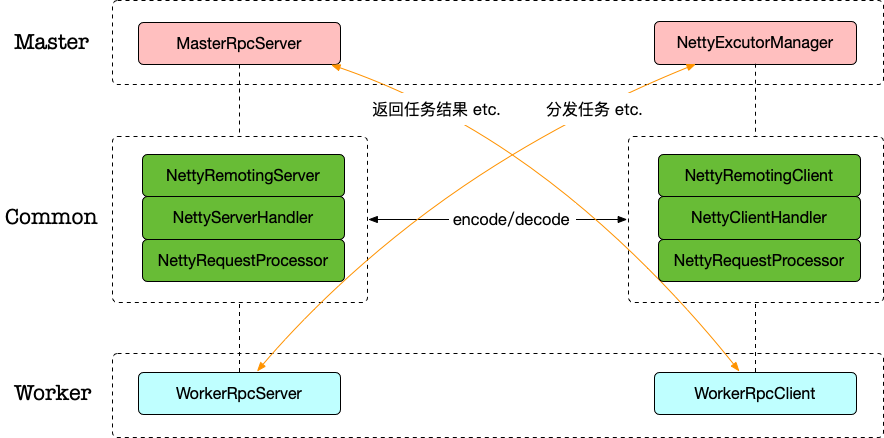 Master
MasterRpcServer
NettyExcutorManager
返回任务结果 etc.
分发任务 etc.
Common
NettyRemotingServer
NettyServerHandler
NettyRequestProcessor
encode/decode
NettyRemotingClient
NettyClientHandler
NettyRequestProcessor
Worker
WorkerRpcServer
WorkerRpcClient